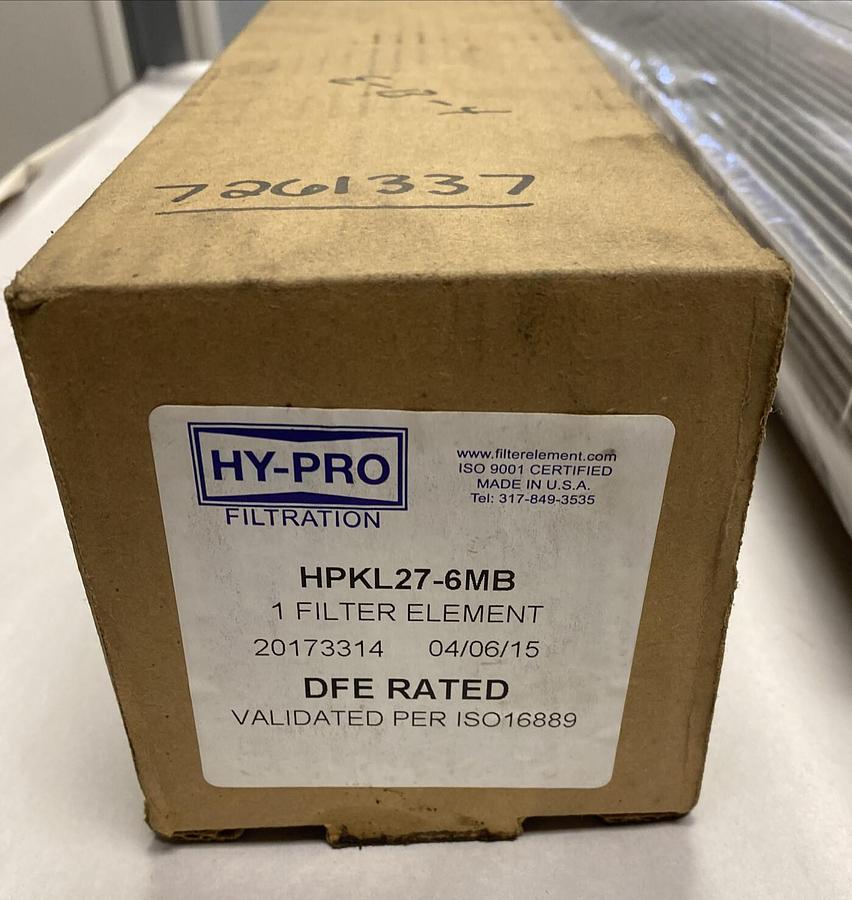 7261337
HY-PRO
FILTRATION
www.filterelement.com
ISO 9001 CERTIFIED
MADE IN U.S.A.
Tel: 317-849-3535
HPKL27-6MB
1 FILTER ELEMENT
20173314 04/06/15
DFE RATED
VALIDATED PER ISO16889